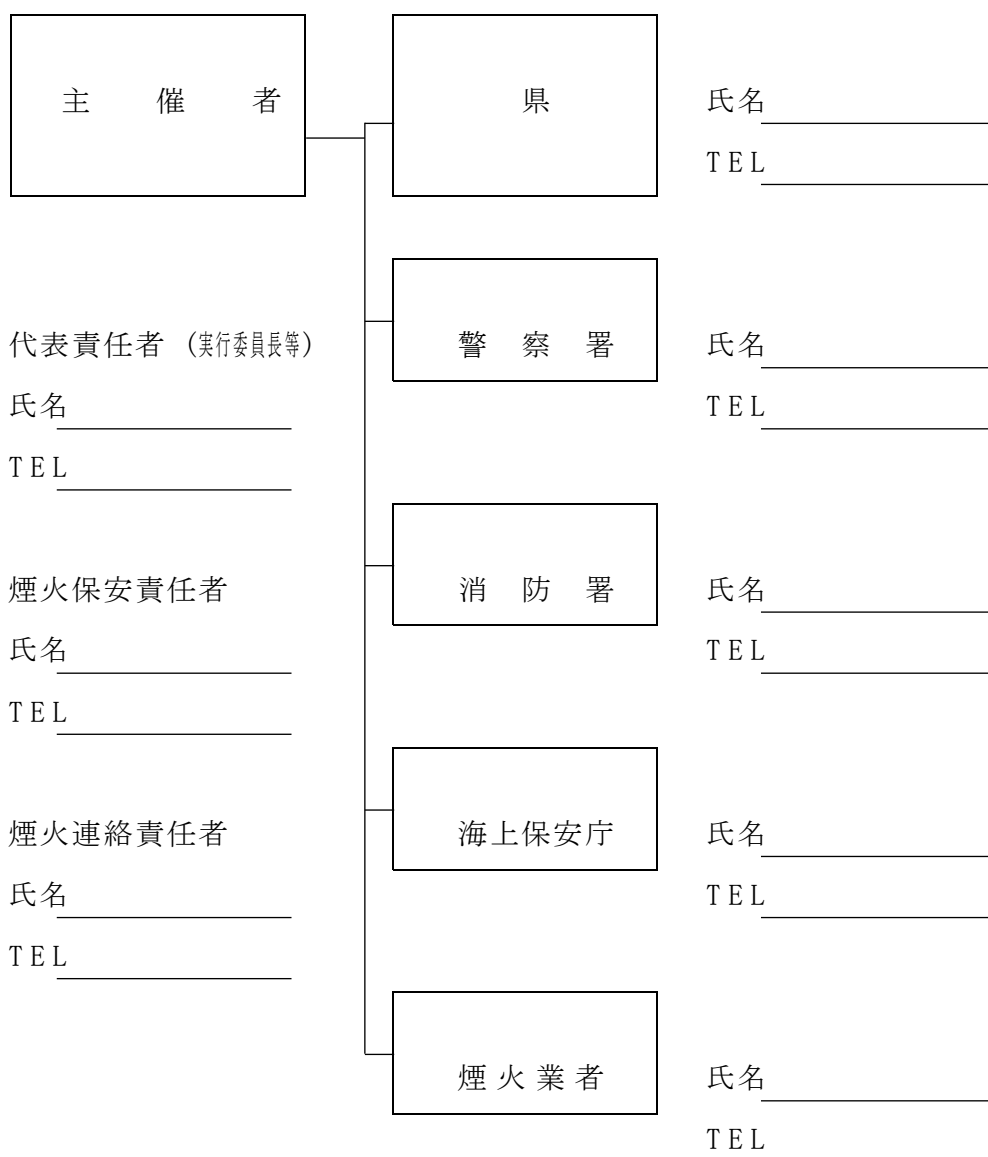 主催者
県
氏名
TEL
代表責任者（実行委員長等）
氏名
TEL
警察署
氏名
TEL
煙火保安責任者
氏名
TEL
消防署
氏名
TEL
煙火連絡責任者
氏名
TEL
海上保安庁
氏名
TEL
煙火業者
氏名
TEL